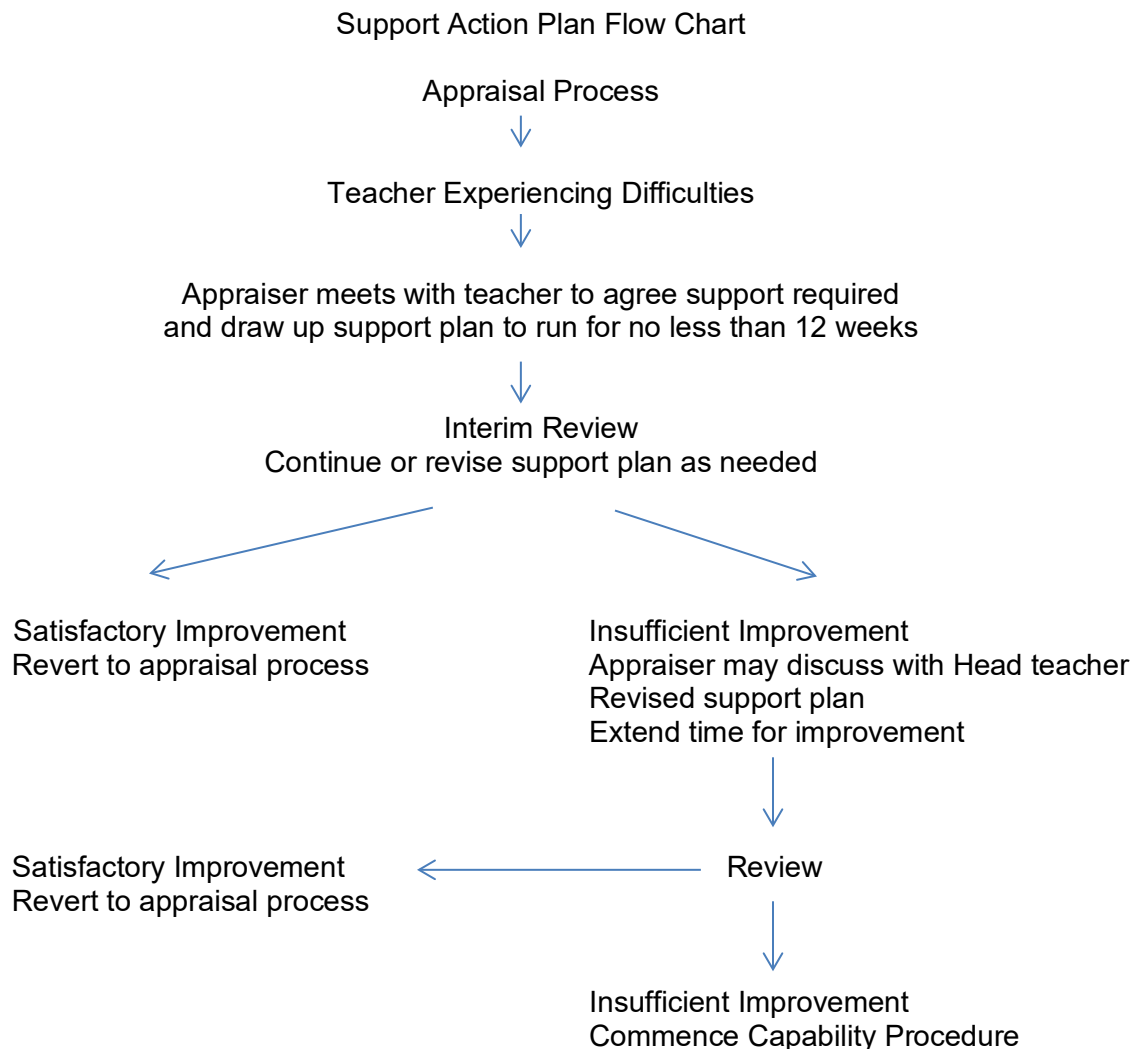 Support Action Plan Flow Chart
Appraisal Process
Teacher Experiencing Difficulties
Appraiser meets with teacher to agree support required
and draw up support plan to run for no less than 12 weeks
Interim Review
Continue or revise support plan as needed
Satisfactory Improvement
Revert to appraisal process
Insufficient Improvement
Appraiser may discuss with Head teacher
Revised support plan
Extend time for improvement
Satisfactory Improvement
Revert to appraisal process
Review
Insufficient Improvement
Commence Capability Procedure